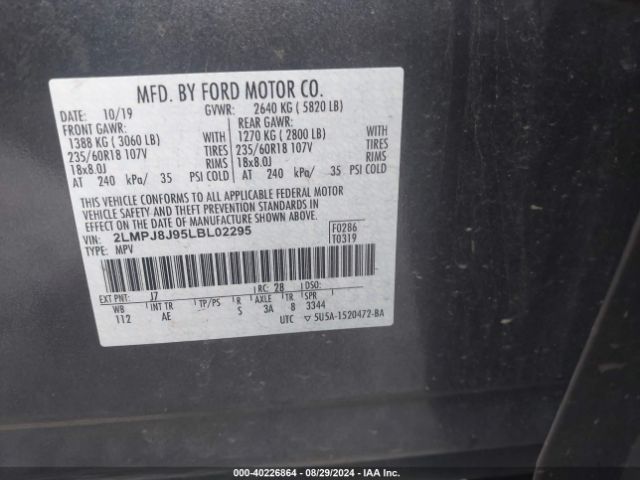 MFD. BY FORD MOTOR CO.
DATE: 10/19 GVWR: 2640 KG ( 5820 LB)
FRONT GAWR: REAR GAWR:
1388 KG ( 3060 LB) WITH 1270 KG ( 2800 LB) WITH
235/60R18 107V TIRES 235/60R18 107V TIRES
18x8.0J RIMS 18x8.0J RIMS
AT 240 kPa/ 35 PSI COLD AT 240 kPa/ 35 PSI COLD
THIS VEHICLE CONFORMS TO ALL APPLICABLE FEDERAL MOTOR
VEHICLE SAFETY AND THEFT PREVENTION STANDARDS
IN EFFECT ON THE DATE OF MANUFACTURE SHOWN ABOVE.
VIN: 2LMPJ8J95LBL02295 F0286
TYPE: MPV T0319
EXT PNT: J7 RC: 28 DSO:
WB INT TR TP/PS R AXLE TR SPR
112 AE S 3A 8 3344
UTC ▽ 5U5A-1520472-BA
000-40226864 - 08/29/2024 - IAA Inc.